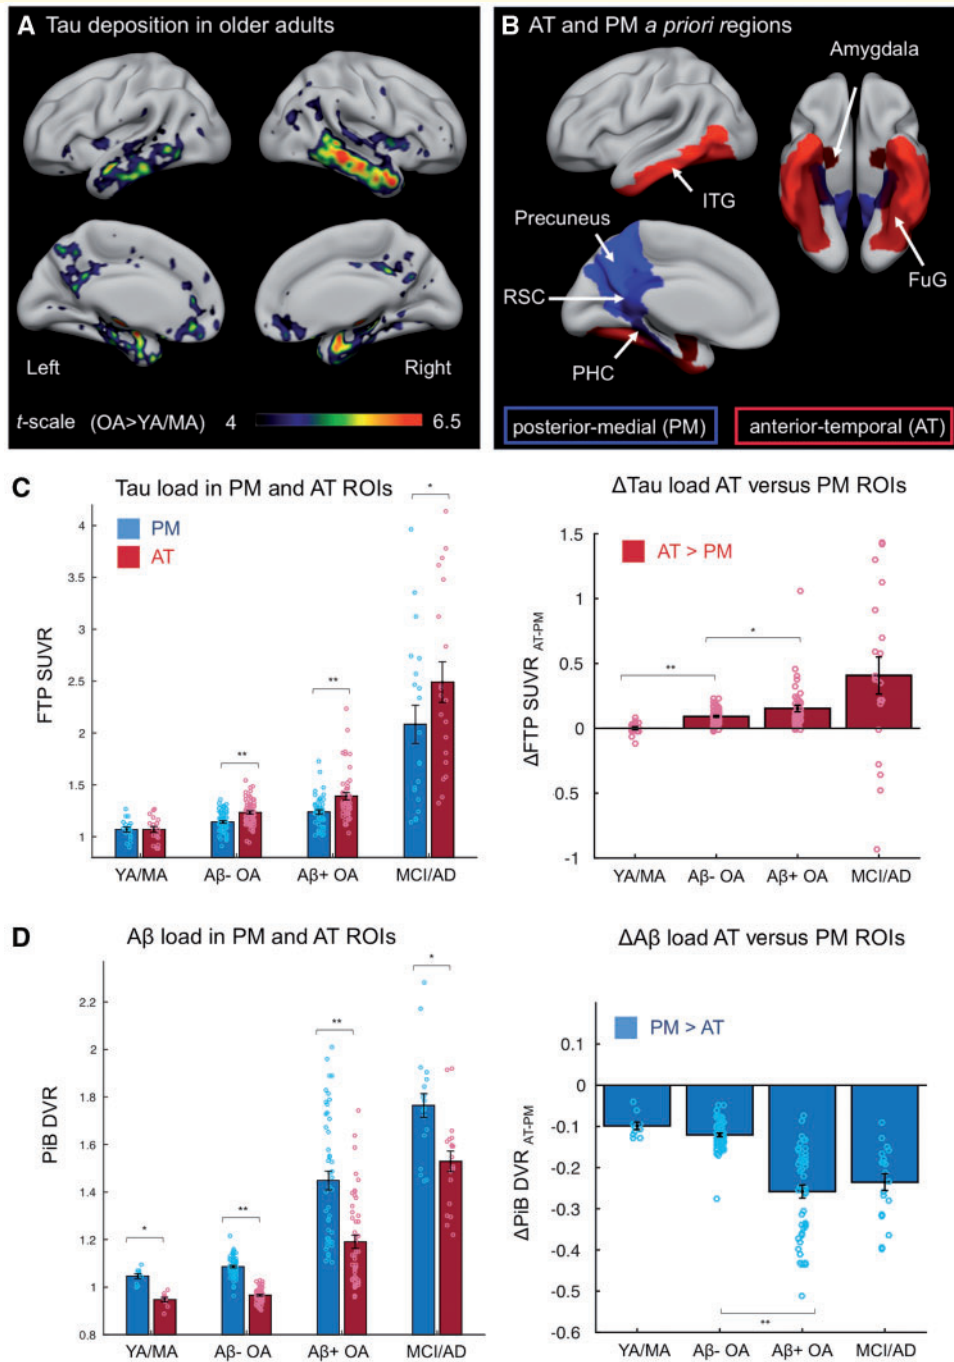 A Tau deposition in older adults
Left
Right
t-scale (OA>YA/MA) 4 6.5
B AT and PM a priori regions
Amygdala
ITG
Precuneus
RSC
FuG
PHC
posterior-medial (PM)
anterior-temporal (AT)
C
Tau load in PM and AT ROIs
PM
AT
FTP SUVR
4
3.5
3
2.5
2
1.5
1
*
**
**
YA/MA Aβ- OA Aβ+ OA MCI/AD
ΔTau load AT versus PM ROIs
AT > PM
ΔFTP SUVR AT-PM
1.5
1
0.5
0
0.5
-1
**
*
YA/MA Aβ- OA Aβ+ OA MCI/AD
D
Aβ load in PM and AT ROIs
PiB DVR
2.2
2
1.8
1.6
1.4
1.2
1
0.8
*
**
**
*
YA/MA Aβ- OA Aβ+ OA MCI/AD
ΔAβ load AT versus PM ROIs
PM > AT
ΔPiB DVR AT-PM
0.1
0
-0.1
-0.2
-0.3
-0.4
-0.5
-0.6
**
YA/MA Aβ- OA Aβ+ OA MCI/AD